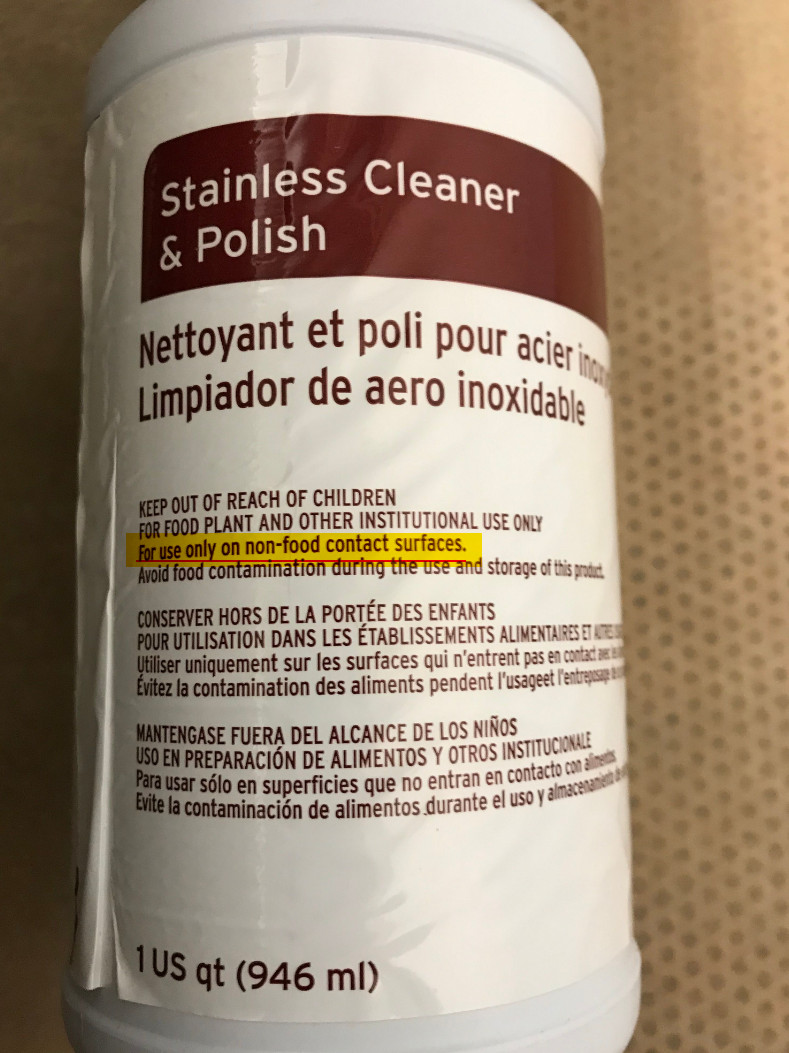 Stainless Cleaner
& Polish
Nettoyant et poli pour acier
Limpiador de aero inoxidable
KEEP OUT OF REACH OF CHILDREN
FOR FOOD PLANT AND OTHER INSTITUTIONAL USE ONLY
For use only on non-food contact surfaces.
Avoid food contamination during the use and storage of this product.
CONSERVER HORS DE LA PORTÉE DES ENFANTS
POUR UTILISATION DANS LES ÉTABLISSEMENTS ALIMENTAIRES ET AUTRES
Utiliser uniquement sur les surfaces qui n'entrent pas en contact avec
Évitez la contamination des aliments pendent l'usageet l'entreposage
MANTENGASE FUERA DEL ALCANCE DE LOS NIÑOS
USO EN PREPARACIÓN DE ALIMENTOS Y OTROS INSTITUCIONALE
Para usar sólo en superficies que no entran en contacto con alimentos.
Evite la contaminación de alimentos durante el uso y almacenamiento de
1 US qt (946 ml)